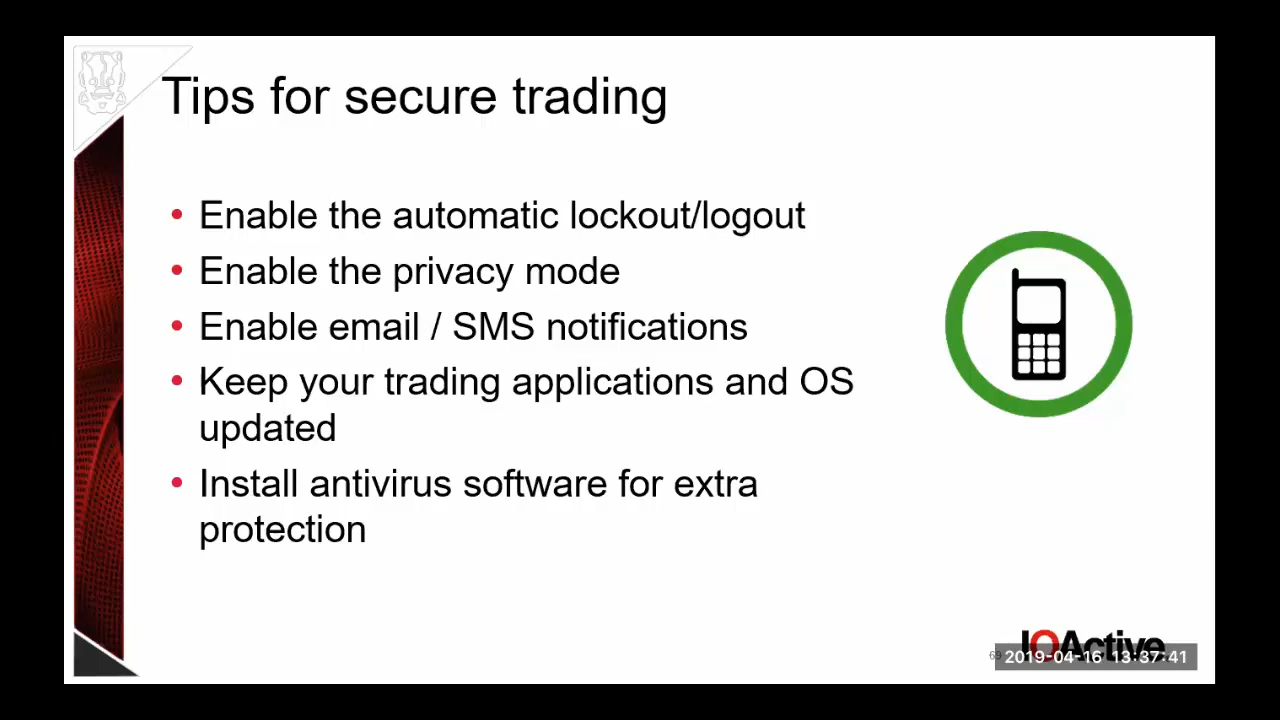 Tips for secure trading
• Enable the automatic lockout/logout
• Enable the privacy mode
• Enable email / SMS notifications
• Keep your trading applications and OS
updated
• Install antivirus software for extra
protection
IOActive
69
2019-04-16 13:37:41